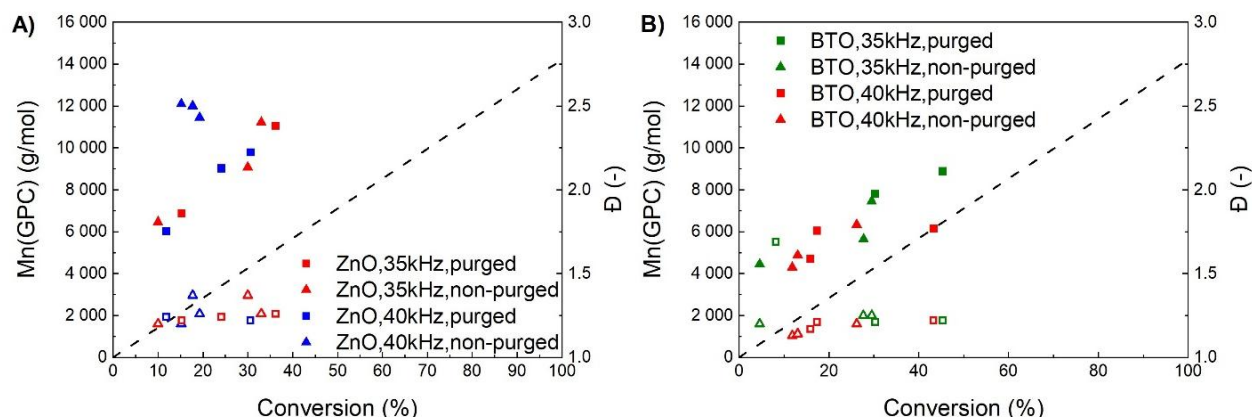 A)
16 000
14 000
12 000
10 000
8 000
6 000
4 000
2 000
0
Mn(GPC) (g/mol)
0 10 20 30 40 50 60 70 80 90 100
Conversion (%)
3.0
2.5
2.0
1.5
1.0
Đ (-)
ZnO,35kHz,purged
ZnO,35kHz,non-purged
ZnO,40kHz,purged
ZnO,40kHz,non-purged
B)
16 000
14 000
12 000
10 000
8 000
6 000
4 000
2 000
0
Mn(GPC) (g/mol)
BTO,35kHz,purged
BTO,35kHz,non-purged
BTO,40kHz,purged
BTO,40kHz,non-purged
0 20 40 60 80 100
Conversion (%)
3.0
2.5
2.0
1.5
1.0
Đ (-)